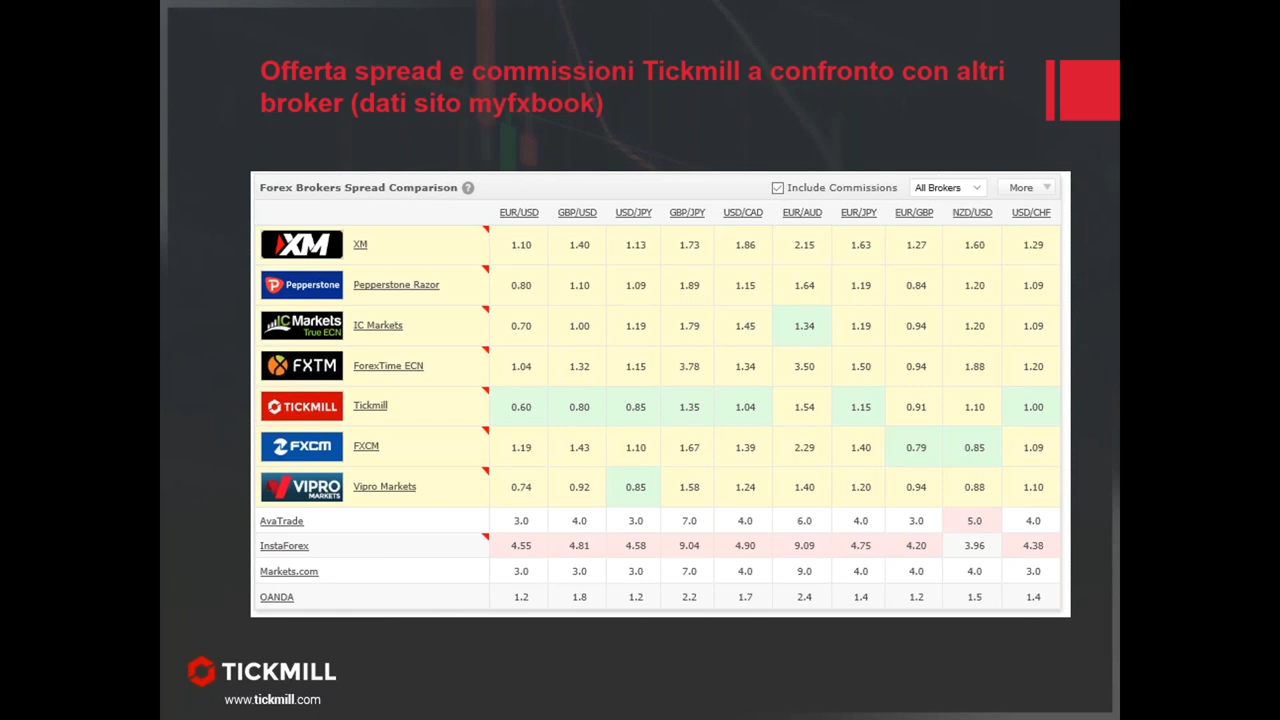 Offerta spread e commissioni Tickmill a confronto con altri
broker (dati sito myfxbook)
Forex Brokers Spread Comparison ? Include Commissions All Brokers More
EUR/USD GBP/USD USD/JPY GBP/JPY USD/CAD EUR/AUD EUR/JPY EUR/GBP NZD/USD USD/CHF
XM XM 1.10 1.40 1.13 1.73 1.86 2.15 1.63 1.27 1.60 1.29
Pepperstone Pepperstone Razor 0.80 1.10 1.09 1.89 1.15 1.64 1.19 0.84 1.20 1.09
IC Markets True ECN IC Markets 0.70 1.00 1.19 1.79 1.45 1.34 1.19 0.94 1.20 1.09
FXTM ForexTime ECN 1.04 1.32 1.15 3.78 1.34 3.50 1.50 0.94 1.88 1.20
TICKMILL Tickmill 0.60 0.80 0.85 1.35 1.04 1.54 1.15 0.91 1.10 1.00
FXCM FXCM 1.19 1.43 1.10 1.67 1.39 2.29 1.40 0.79 0.85 1.09
VIPRO MARKETS Vipro Markets 0.74 0.92 0.85 1.58 1.24 1.40 1.20 0.94 0.88 1.10
AvaTrade 3.0 4.0 3.0 7.0 4.0 6.0 4.0 3.0 5.0 4.0
InstaForex 4.55 4.81 4.58 9.04 4.90 9.09 4.75 4.20 3.96 4.38
Markets.com 3.0 3.0 3.0 7.0 4.0 9.0 4.0 4.0 4.0 3.0
OANDA 1.2 1.8 1.2 2.2 1.7 2.4 1.4 1.2 1.5 1.4
TICKMILL
www.tickmill.com